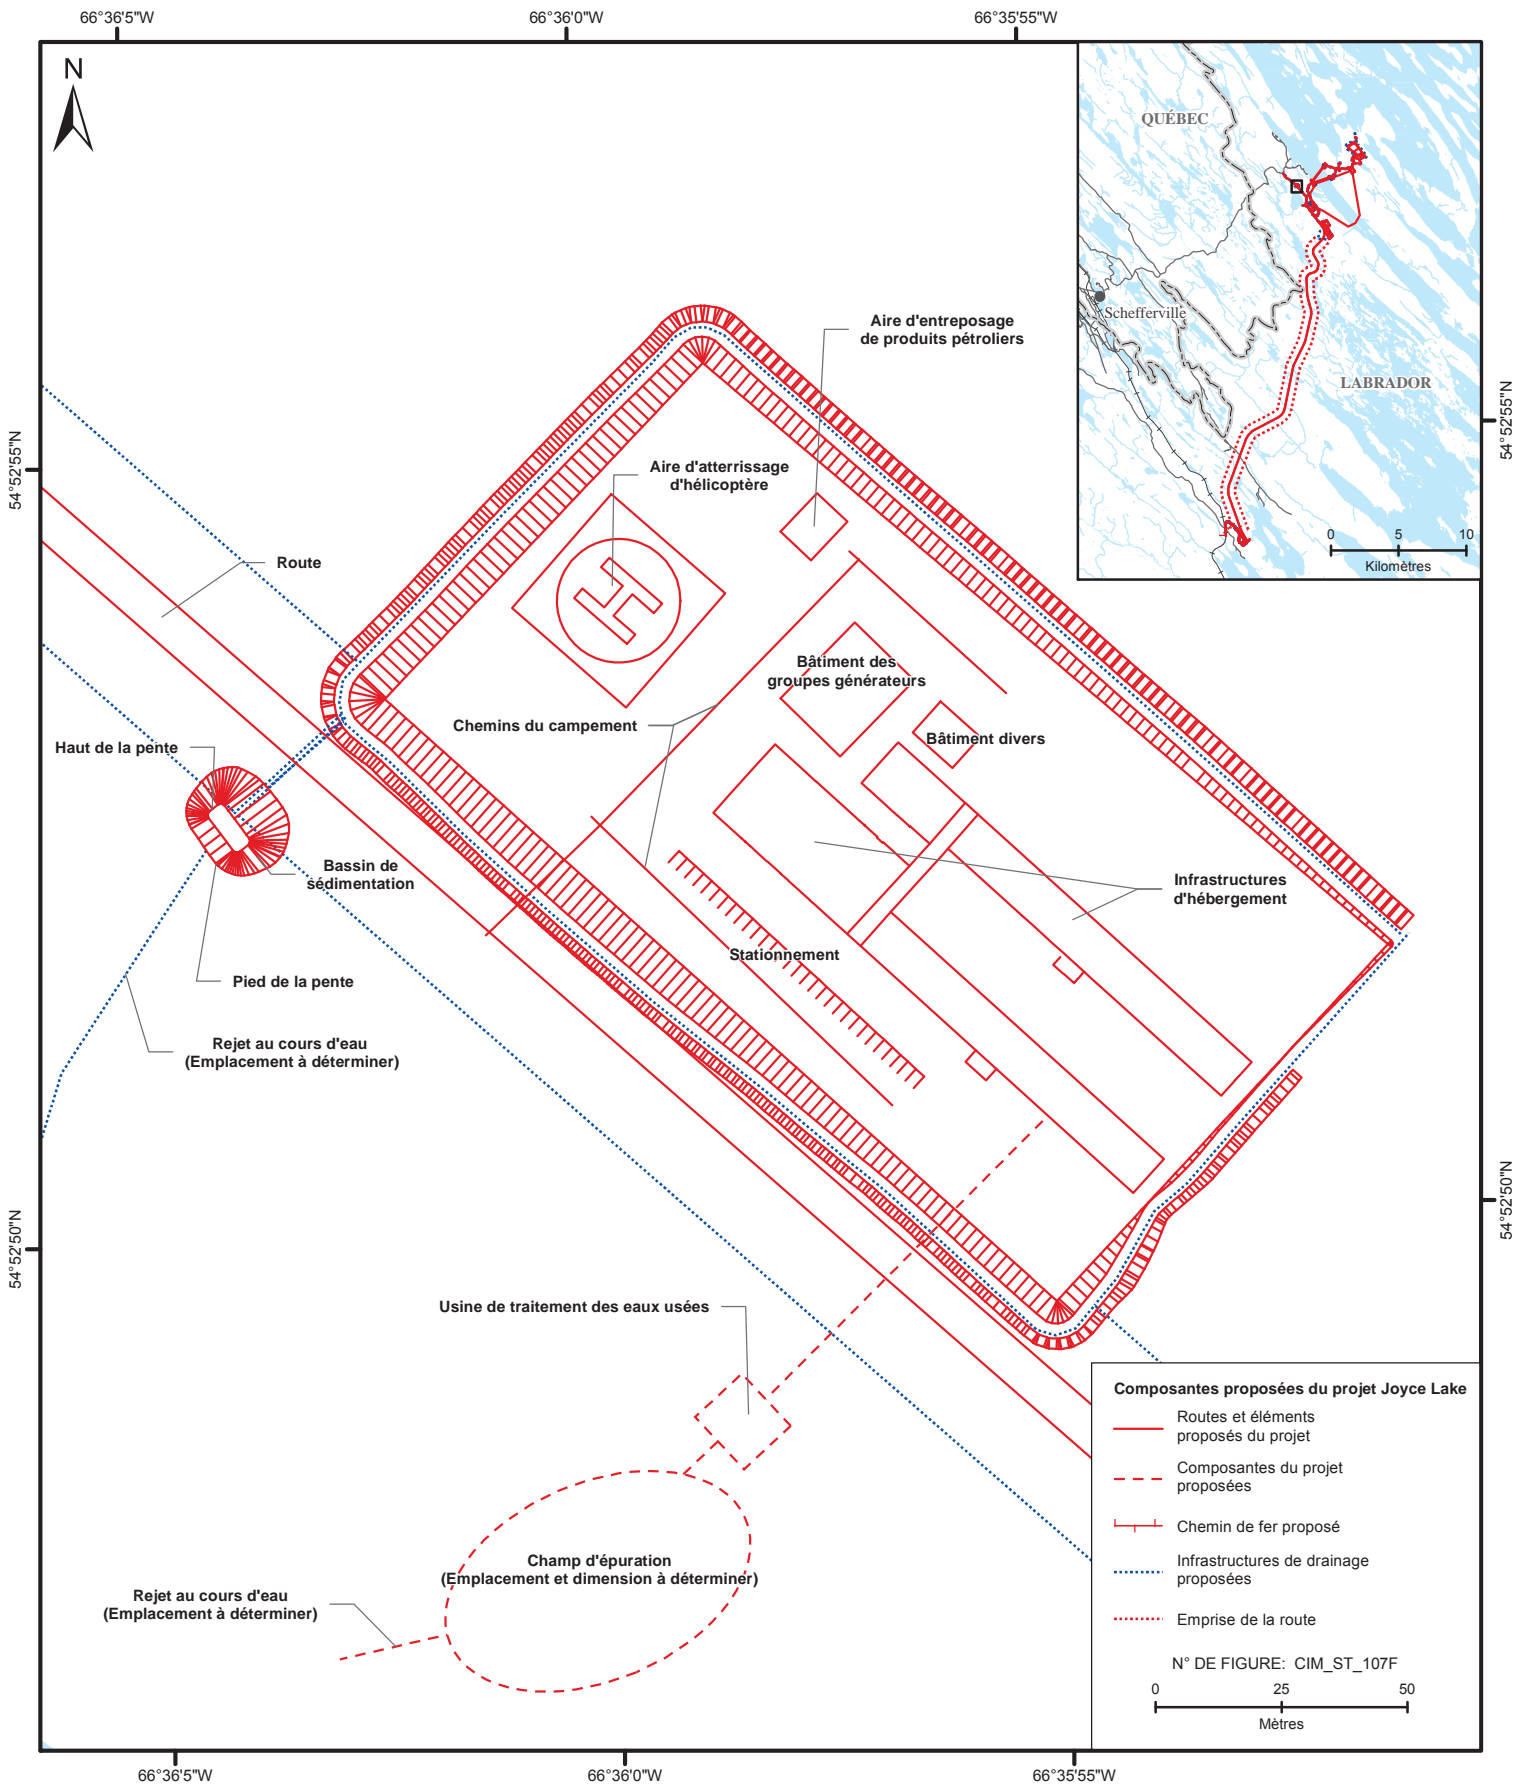 66°36'5"W
66°36'0"W
66°35'55"W
N
QUÉBEC
Schefferville
LABRADOR
0 5 10
Kilomètres
54°52'55"N
54°52'55"N
Aire d'entreposage
de produits pétroliers
Aire d'atterrissage
d'hélicoptère
Route
Bâtiment des
groupes générateurs
Chemins du campement
Bâtiment divers
Haut de la pente
Bassin de
sédimentation
Infrastructures
d'hébergement
Stationnement
Pied de la pente
Rejet au cours d'eau
(Emplacement à déterminer)
54°52'50"N
54°52'50"N
Usine de traitement des eaux usées
Champ d'épuration
(Emplacement et dimension à déterminer)
Rejet au cours d'eau
(Emplacement à déterminer)
Composantes proposées du projet Joyce Lake
Routes et éléments
proposés du projet
Composantes du projet
proposées
Chemin de fer proposé
Infrastructures de drainage
proposées
Emprise de la route
N° DE FIGURE: CIM_ST_107F
0 25 50
Mètres
66°36'5"W
66°36'0"W
66°35'55"W